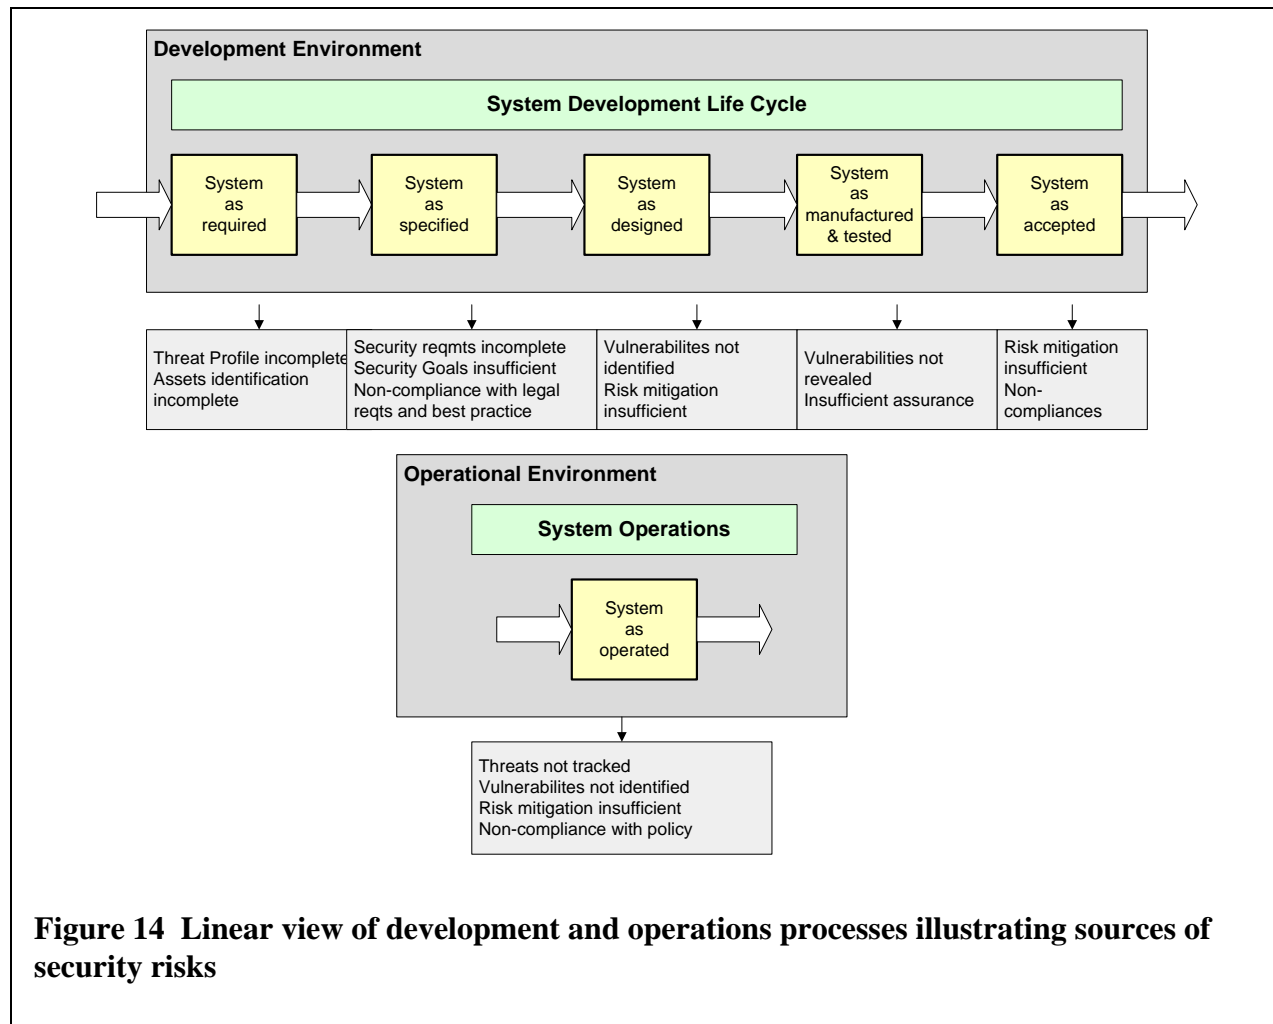 Development Environment
System Development Life Cycle
System
as
required
System
as
specified
System
as
designed
System
as
manufactured
& tested
System
as
accepted
Threat Profile incomplete
Assets identification
incomplete
Security reqmts incomplete
Security Goals insufficient
Non-compliance with legal
reqts and best practice
Vulnerabilites not
identified
Risk mitigation
insufficient
Vulnerabilities not
revealed
Insufficient assurance
Risk mitigation
insufficient
Non-
compliances
Operational Environment
System Operations
System
as
operated
Threats not tracked
Vulnerabilites not identified
Risk mitigation insufficient
Non-compliance with policy
Figure 14  Linear view of development and operations processes illustrating sources of
security risks